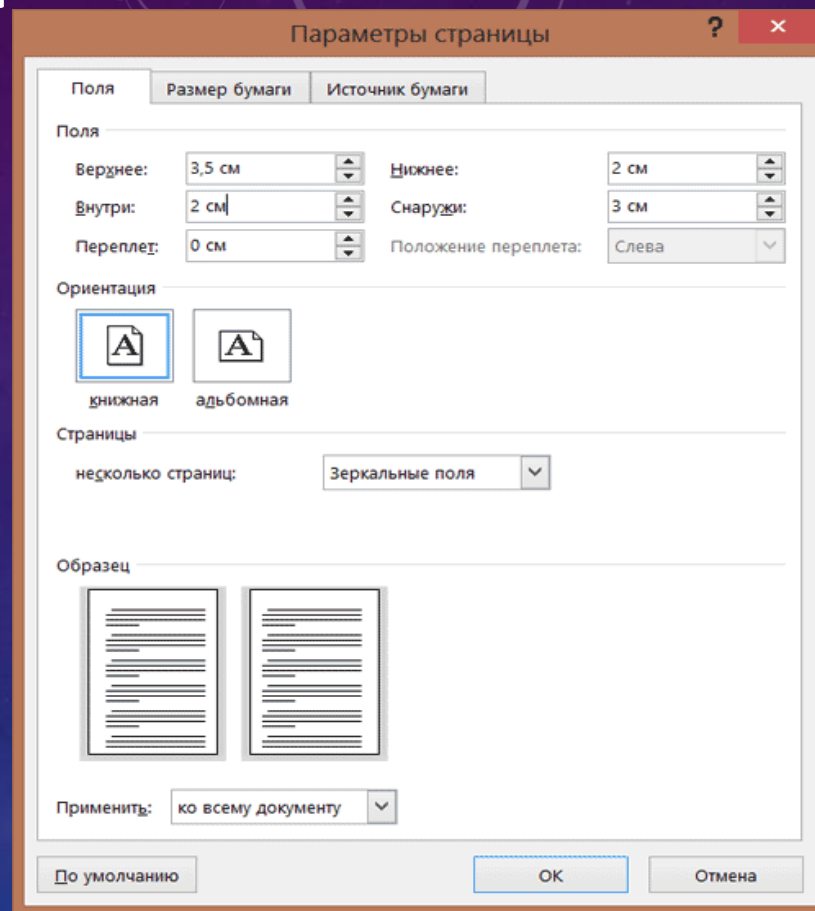 Параметры страницы ? ×
Поля Размер бумаги Источник бумаги
Поля
Верхнее: 3,5 см Нижнее: 2 см
Внутри: 2 см Снаружи: 3 см
Переплет: 0 см Положение переплета: Слева
Ориентация
A A
книжная альбомная
Страницы
несколько страниц: Зеркальные поля
Образец
Применить: ко всему документу
По умолчанию ОК Отмена